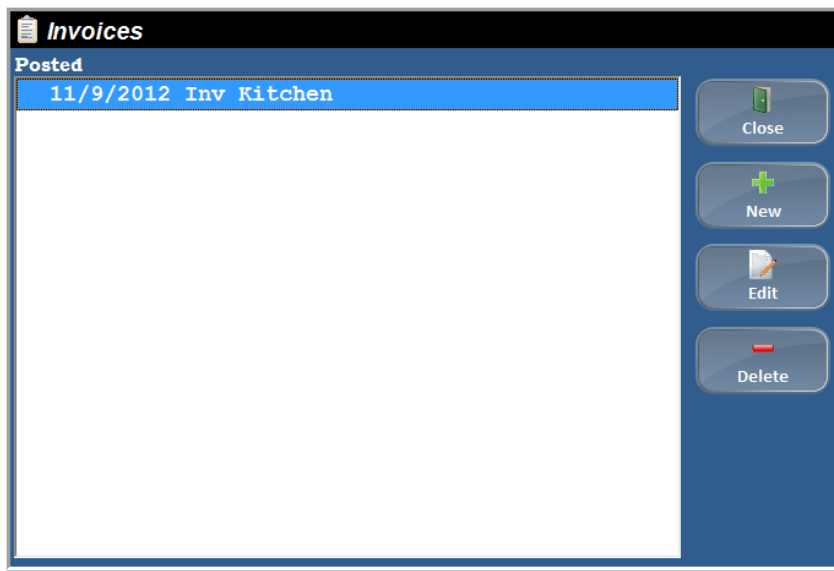 Invoices
Posted
11/9/2012 Inv Kitchen
Close
New
Edit
Delete